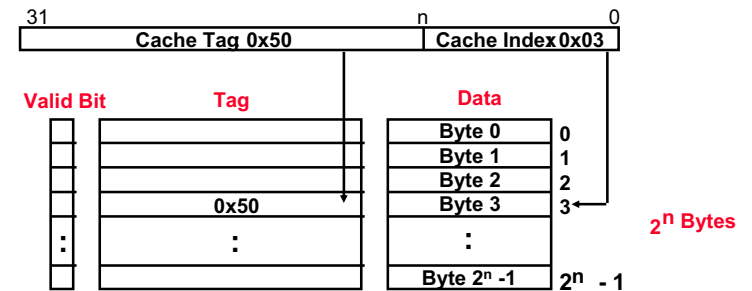 31 n 0
Cache Tag 0x50 Cache Index 0x03
Valid Bit Tag Data
Byte 0 0
Byte 1 1
Byte 2 2
0x50 Byte 3 3
2ⁿ Bytes
: : :
Byte 2ⁿ -1 2ⁿ - 1